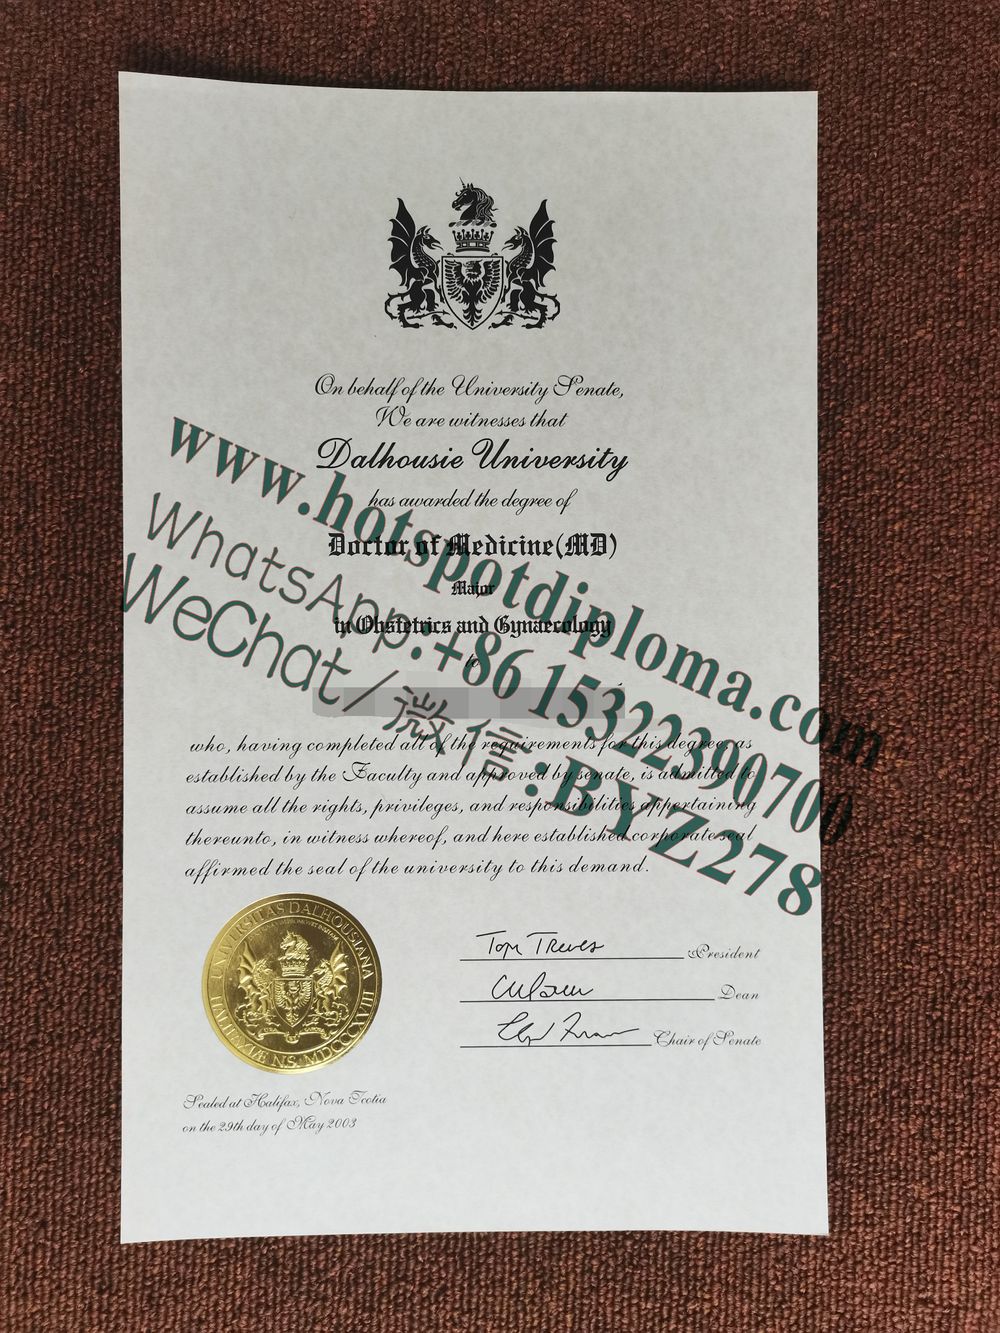 On behalf of the University Senate,
We are witnesses that
Dalhousie University
has awarded the degree of
Doctor of Medicine(MD)
Major
in Obstetrics and Gynaecology
to
who, having completed all of the requirements for this degree, as
established by the Faculty and approved by senate, is admitted to
assume all the rights, privileges, and responsibilities appertaining
thereunto, in witness whereof, and here established corporate seal
affirmed the seal of the university to this demand.
www.hotspotdiploma.com
WhatsApp:+86 15322390700
WeChat/微信:BYZ278
UNIVERSITAS DALHOUSIANA
President
Dean
Chair of Senate
Sealed at Halifax, Nova Scotia
on the 29th day of May 2003